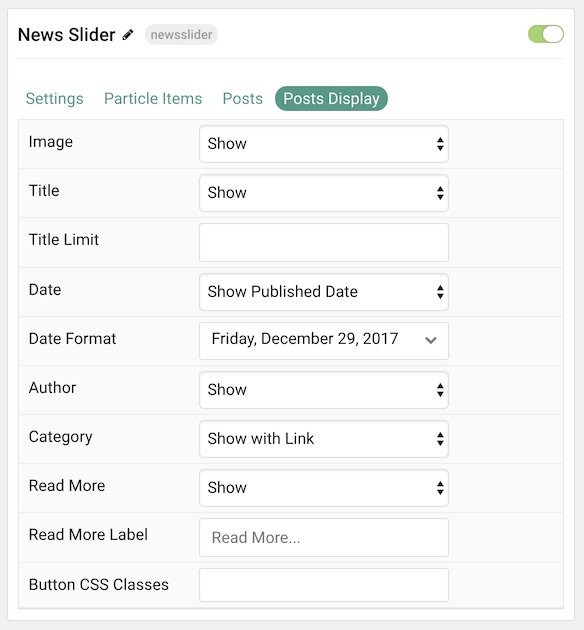 News Slider newsslider
Settings Particle Items Posts Posts Display
Image Show
Title Show
Title Limit
Date Show Published Date
Date Format Friday, December 29, 2017
Author Show
Category Show with Link
Read More Show
Read More Label Read More...
Button CSS Classes